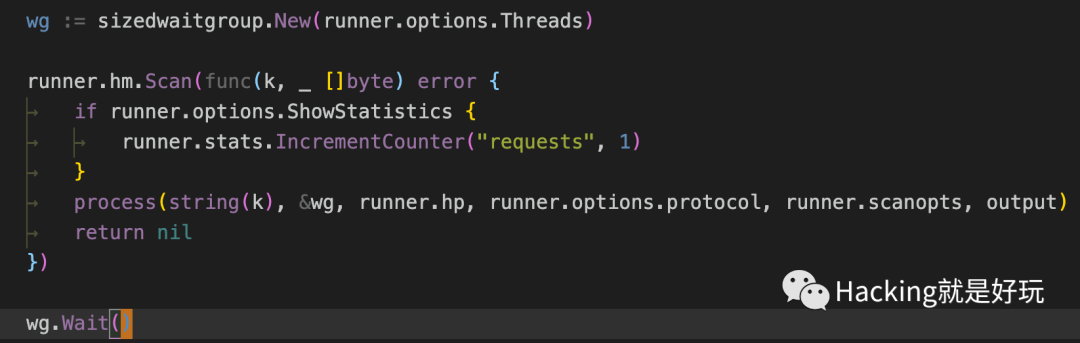 wg := sizedwaitgroup.New(runner.options.Threads)
runner.hm.Scan(func(k, _ []byte) error {
if runner.options.ShowStatistics {
runner.stats.IncrementCounter("requests", 1)
}
process(string(k), &wg, runner.hp, runner.options.protocol, runner.scanopts, output)
return nil
})
Hacking就是好玩
wg.Wait()